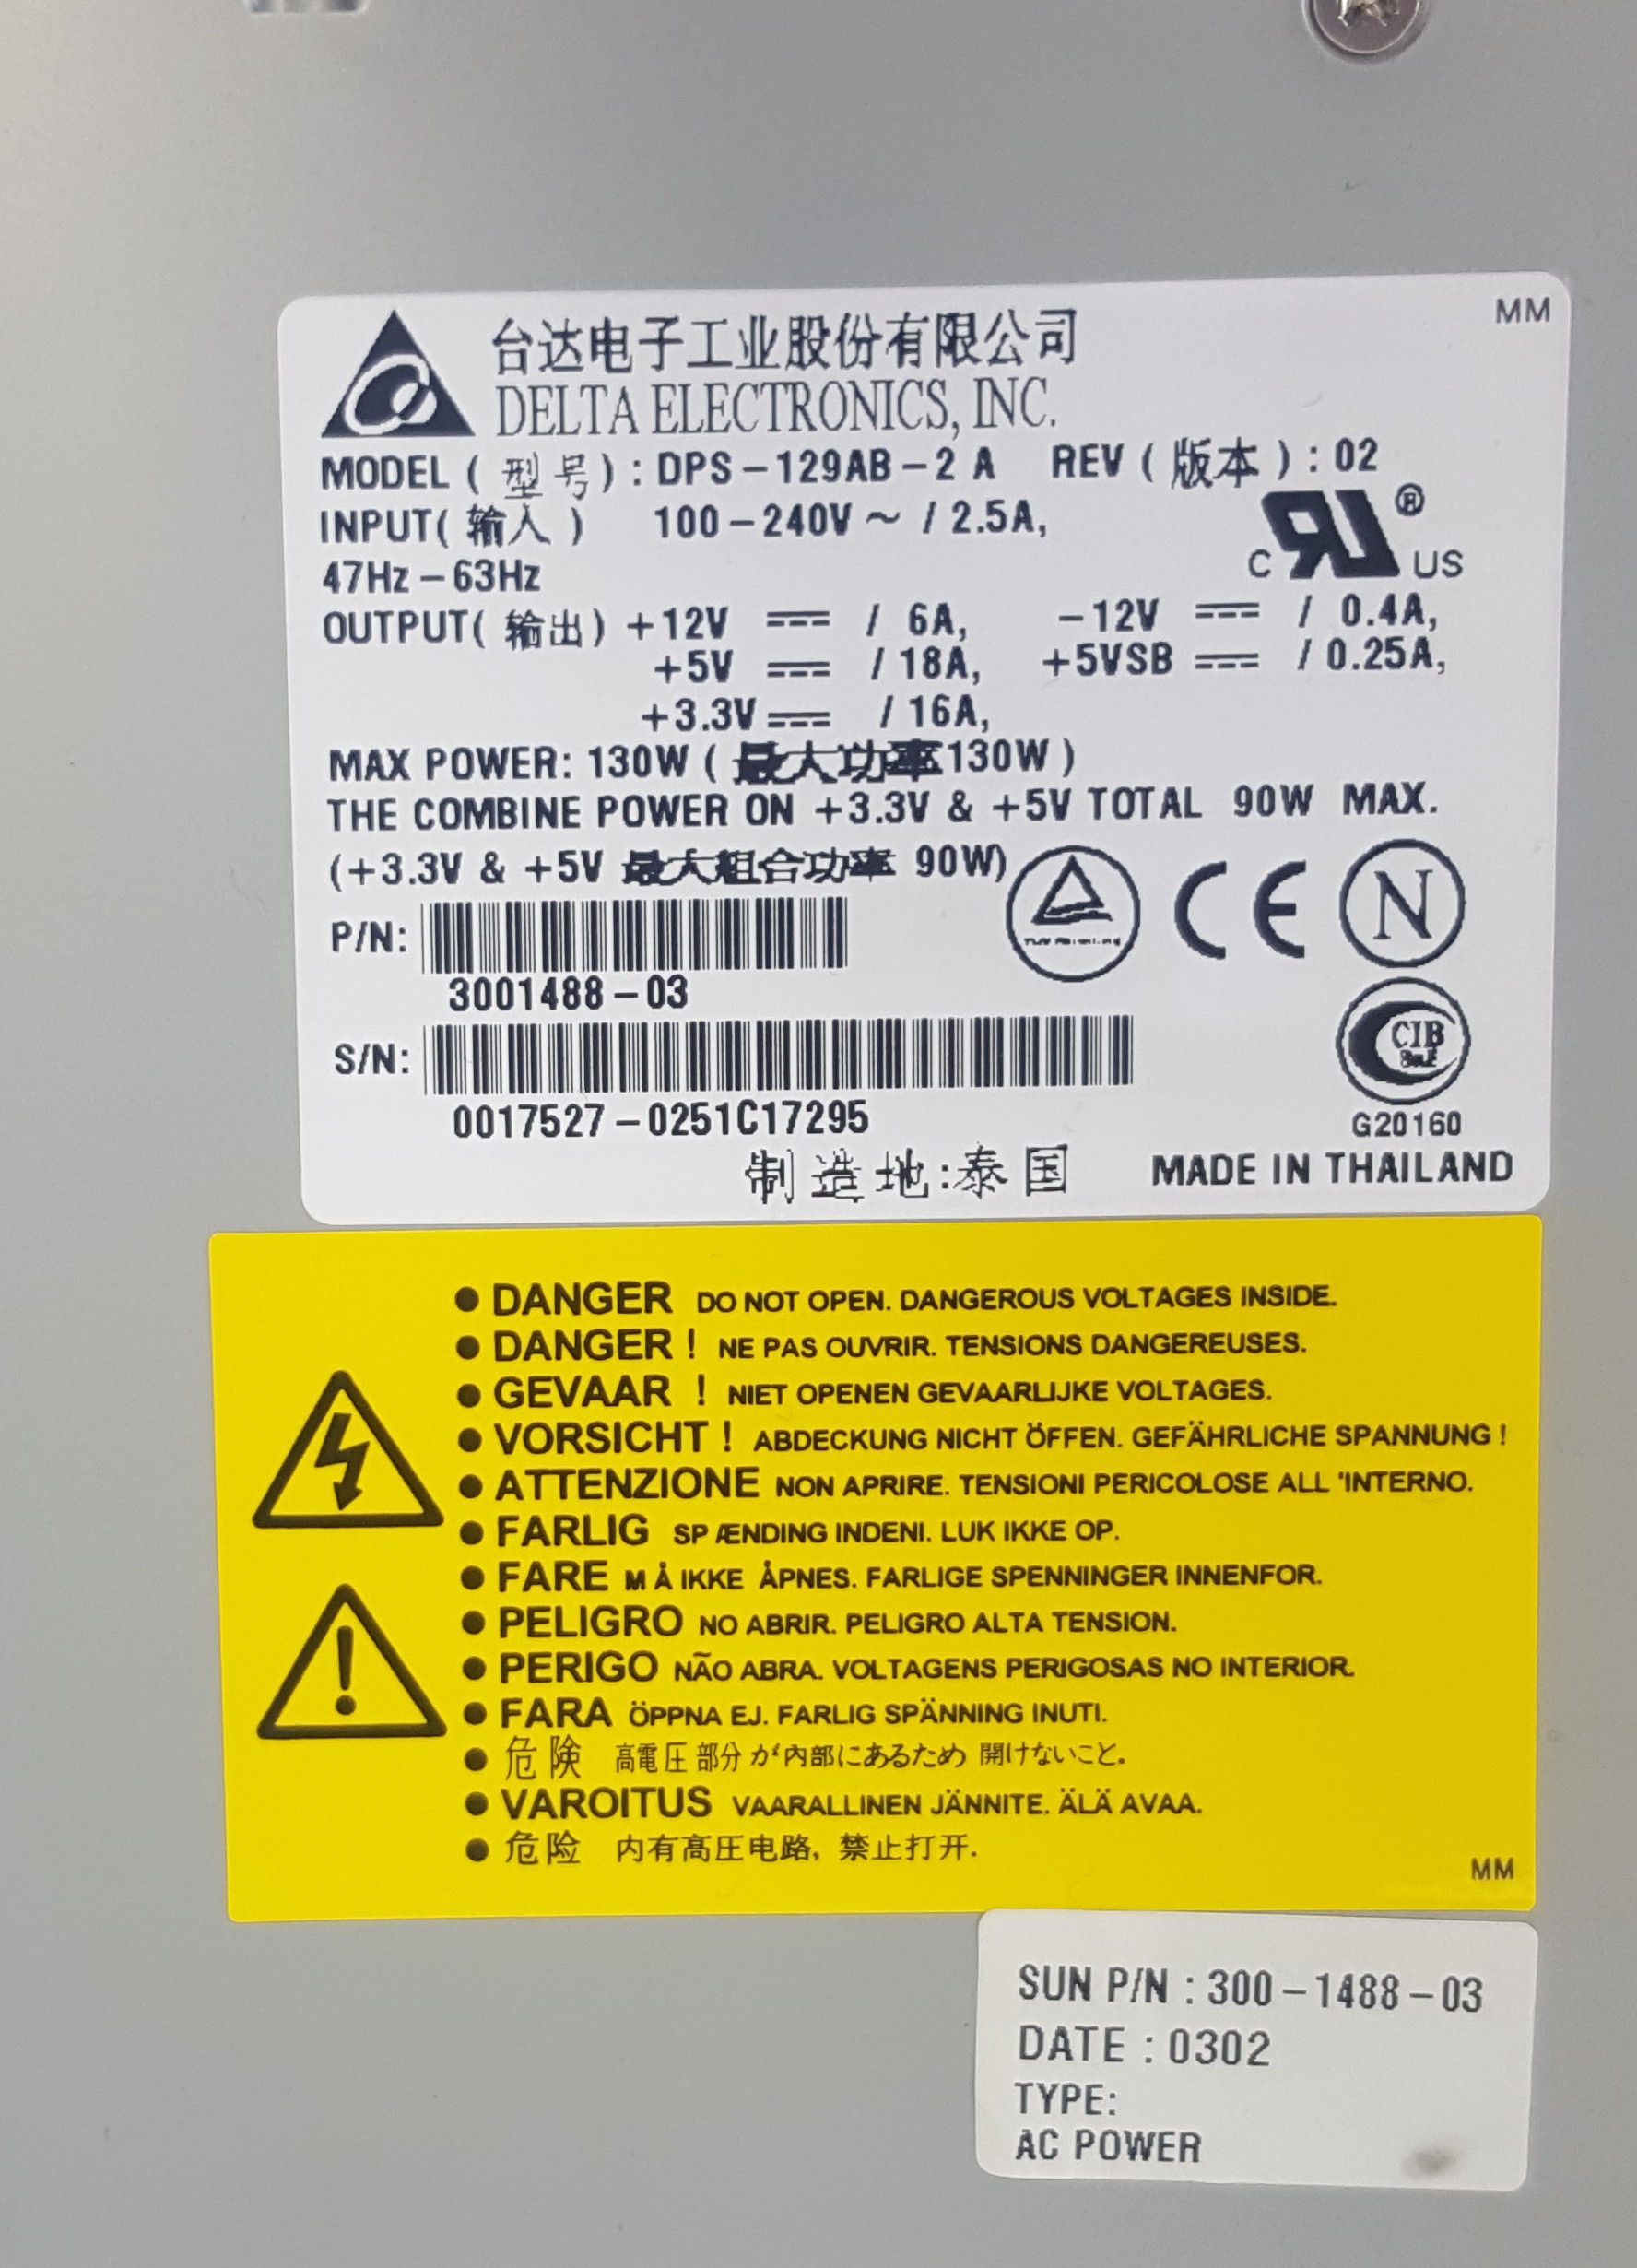 MM
台达电子工业股份有限公司
DELTA ELECTRONICS, INC.
MODEL ( 型号 ) : DPS-129AB-2 A REV ( 版本 ) : 02
INPUT( 输入 ) 100-240V ~ / 2.5A,
47Hz-63Hz
C US ®
OUTPUT( 输出 ) +12V ⎓ / 6A, -12V ⎓ / 0.4A,
+5V ⎓ / 18A, +5VSB ⎓ / 0.25A,
+3.3V ⎓ / 16A,
MAX POWER: 130W ( 最大功率130W )
THE COMBINE POWER ON +3.3V & +5V TOTAL 90W MAX.
(+3.3V & +5V 最大组合功率 90W)
CE N
P/N:
3001488-03
CIB
S/N:
0017527-0251C17295
G20160
制造地:泰国 MADE IN THAILAND
● DANGER DO NOT OPEN. DANGEROUS VOLTAGES INSIDE.
● DANGER ! NE PAS OUVRIR. TENSIONS DANGEREUSES.
● GEVAAR ! NIET OPENEN GEVAARLIJKE VOLTAGES.
● VORSICHT ! ABDECKUNG NICHT ÖFFEN. GEFÄHRLICHE SPANNUNG !
● ATTENZIONE NON APRIRE. TENSIONI PERICOLOSE ALL 'INTERNO.
● FARLIG SP ÆNDING INDENI. LUK IKKE OP.
● FARE M Å IKKE ÅPNES. FARLIGE SPENNINGER INNENFOR.
● PELIGRO NO ABRIR. PELIGRO ALTA TENSION.
● PERIGO NÃO ABRA. VOLTAGENS PERIGOSAS NO INTERIOR.
● FARA ÖPPNA EJ. FARLIG SPÄNNING INUTI.
● 危険 高電圧部分が内部にあるため 開けないこと。
● VAROITUS VAARALLINEN JÄNNITE. ÄLÄ AVAA.
● 危险 内有高压电路, 禁止打开.
MM
SUN P/N : 300-1488-03
DATE : 0302
TYPE:
AC POWER